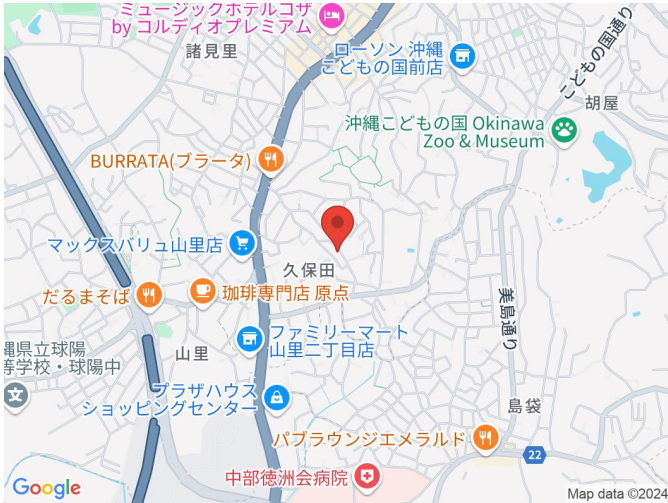 ミュージックホテルコザ
by コルディオプレミアム
諸見里
ローソン 沖縄
こどもの国前店
こどもの国通り
胡屋
沖縄こどもの国 Okinawa
Zoo & Museum
BURRATA(ブラータ)
マックスバリュ山里店
久保田
だるまそば
珈琲専門店 原点
美島通り
ファミリーマート
山里二丁目店
山里
縄県立球陽
等学校・球陽中
プラザハウス
ショッピングセンター
島袋
パブラウンジエメラルド
22
中部徳洲会病院
Google
Map data ©2024